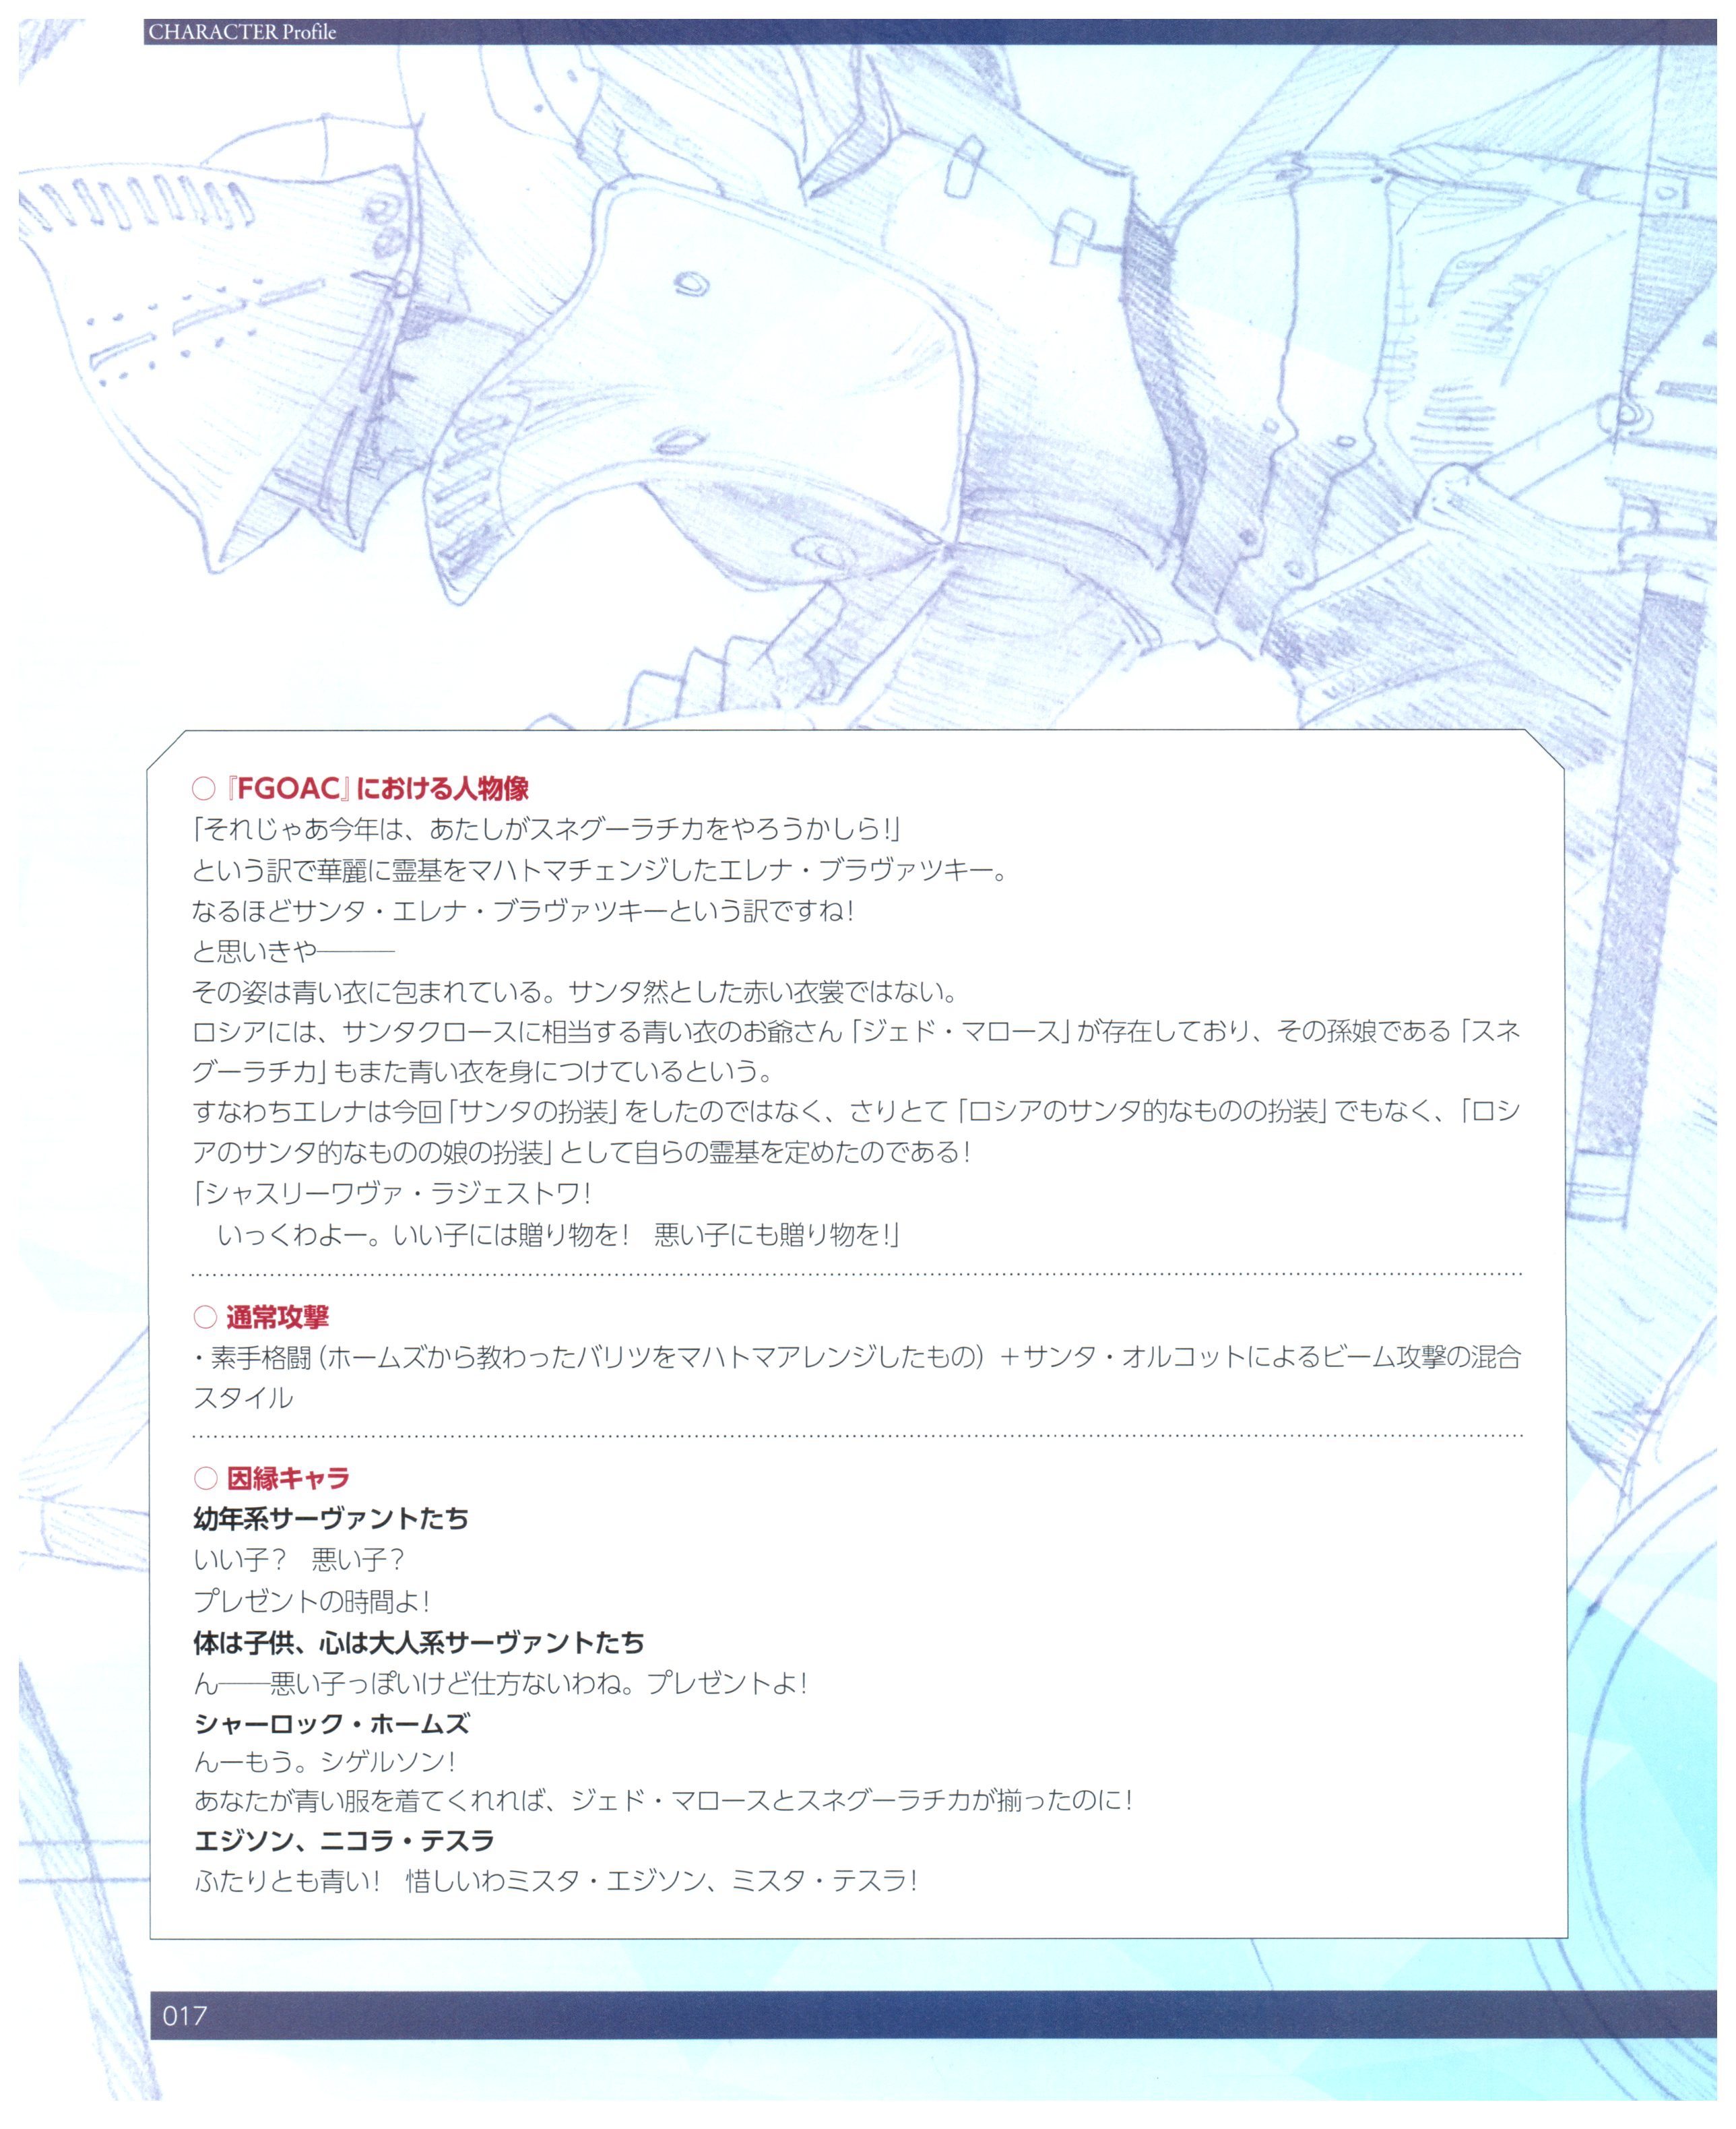 CHARACTER Profile
○『FGOAC』における人物像
「それじゃあ今年は、あたしがスネグーラチカをやろうかしら！」
という訳で華麗に霊基をマハトマチェンジしたエレナ・ブラヴァツキー。
なるほどサンタ・エレナ・ブラヴァツキーという訳ですね！
と思いきや―――
その姿は青い衣に包まれている。サンタ然とした赤い衣裳ではない。
ロシアには、サンタクロースに相当する青い衣のお爺さん「ジェド・マロース」が存在しており、その孫娘である「スネ
グーラチカ」もまた青い衣を身につけているという。
すなわちエレナは今回「サンタの扮装」をしたのではなく、さりとて「ロシアのサンタ的なものの扮装」でもなく、「ロシ
アのサンタ的なものの娘の扮装」として自らの霊基を定めたのである！
「シャスリーワヴァ・ラジェストワ！
　いっくわよー。いい子には贈り物を！　悪い子にも贈り物を！」
○ 通常攻撃
・素手格闘（ホームズから教わったバリツをマハトマアレンジしたもの）＋サンタ・オルコットによるビーム攻撃の混合
スタイル
○ 因縁キャラ
幼年系サーヴァントたち
いい子？　悪い子？
プレゼントの時間よ！
体は子供、心は大人系サーヴァントたち
ん――悪い子っぽいけど仕方ないわね。プレゼントよ！
シャーロック・ホームズ
んーもう。シゲルソン！
あなたが青い服を着てくれれば、ジェド・マロースとスネグーラチカが揃ったのに！
エジソン、ニコラ・テスラ
ふたりとも青い！　惜しいわミスタ・エジソン、ミスタ・テスラ！
017